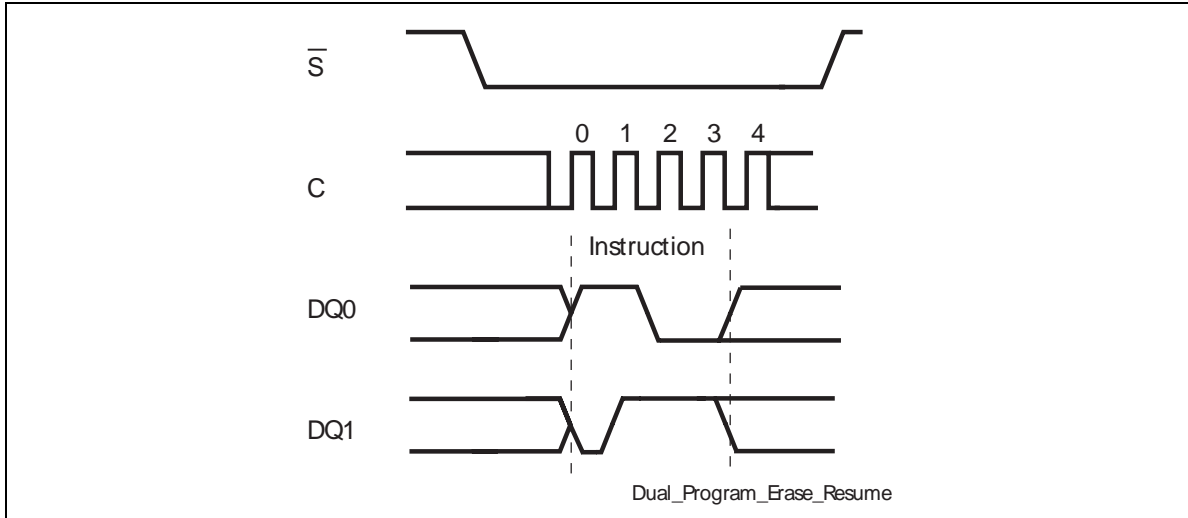 S
0 1 2 3 4
C
Instruction
DQ0
DQ1
Dual_Program_Erase_Resume